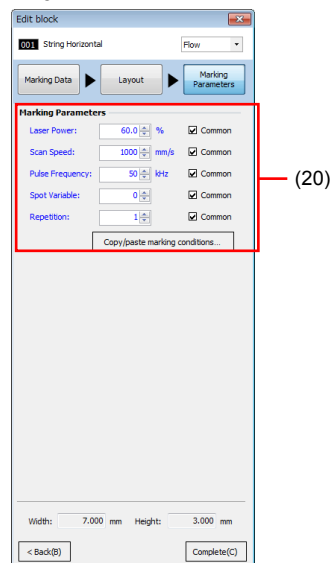 Edit block
001 String Horizontal Flow
Marking Data Layout Marking Parameters
Marking Parameters
Laser Power: 60.0 % Common
Scan Speed: 1000 mm/s Common
Pulse Frequency: 50 kHz Common
Spot Variable: 0 Common
Repetition: 1 Common
Copy/paste marking conditions...
(20)
Width: 7.000 mm Height: 3.000 mm
< Back(B) Complete(C)